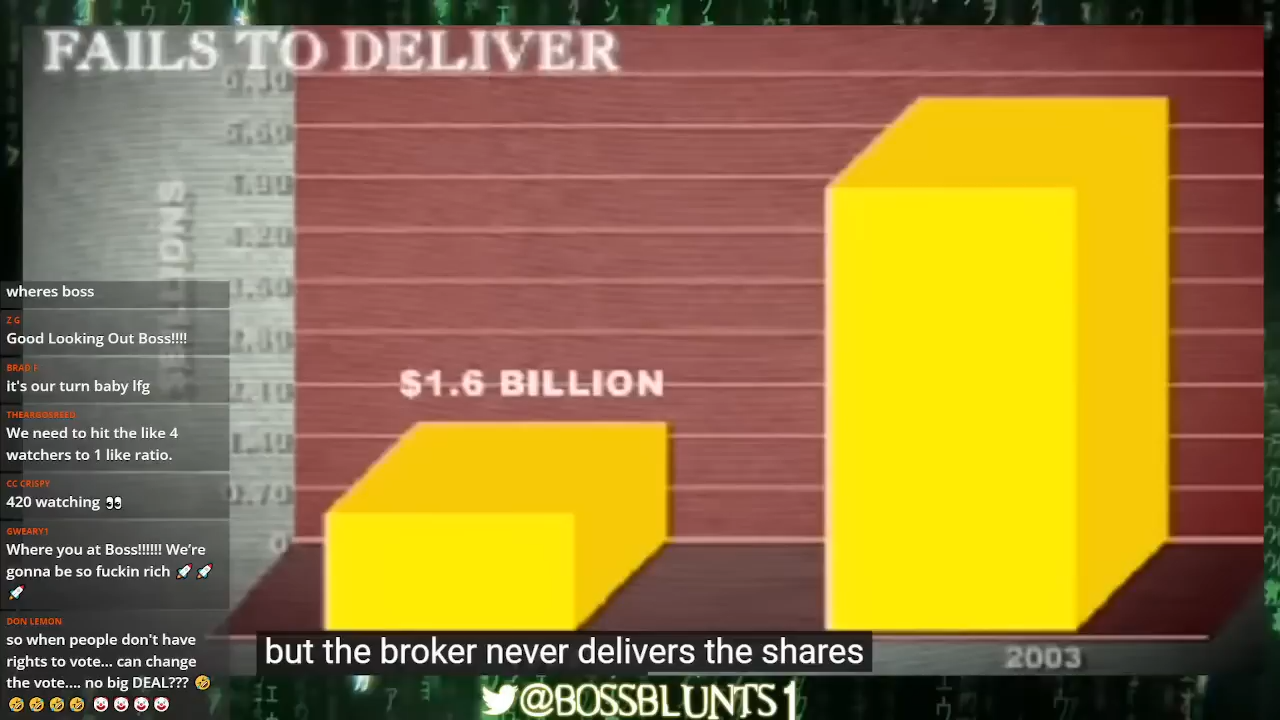 FAILS TO DELIVER
$1.6 BILLION
2003
0.70
0
wheres boss
Z G
Good Looking Out Boss!!!!
BRAD F
it's our turn baby lfg
We need to hit the like 4
watchers to 1 like ratio.
CC CRISPY
420 watching 👀
GWEARY1
Where you at Boss!!!!!! We're
gonna be so fuckin rich 🚀 🚀
🚀
DON LEMON
so when people don't have
rights to vote... can change
the vote.... no big DEAL??? 🤣
🤣 🤣 🤣 🤣 🤡 🤡 🤡 🤡
but the broker never delivers the shares
@BOSSBLUNTS1